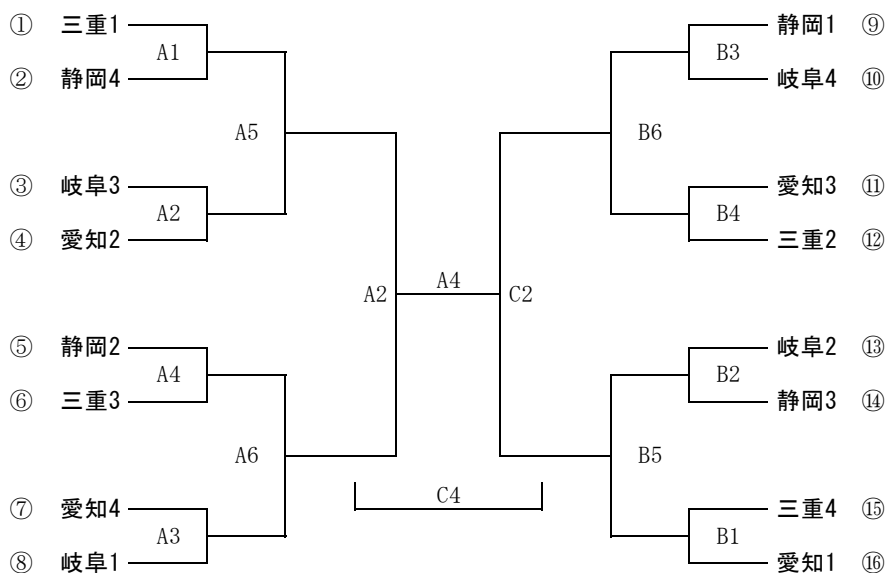 ① 三重1 静岡1 ⑨
A1 B3
② 静岡4 岐阜4 ⑩
A5 B6
③ 岐阜3 愛知3 ⑪
A2 B4
④ 愛知2 三重2 ⑫
A2 A4 C2
⑤ 静岡2 岐阜2 ⑬
A4 B2
⑥ 三重3 静岡3 ⑭
A6 B5
C4
⑦ 愛知4 三重4 ⑮
A3 B1
⑧ 岐阜1 愛知1 ⑯